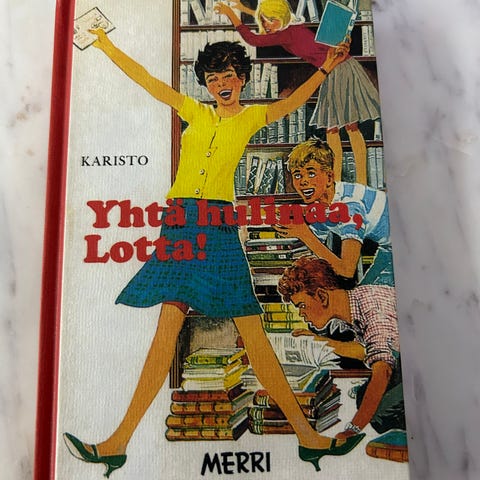 KARISTO
Yhtä hulinaa,
Lotta!
MERRI